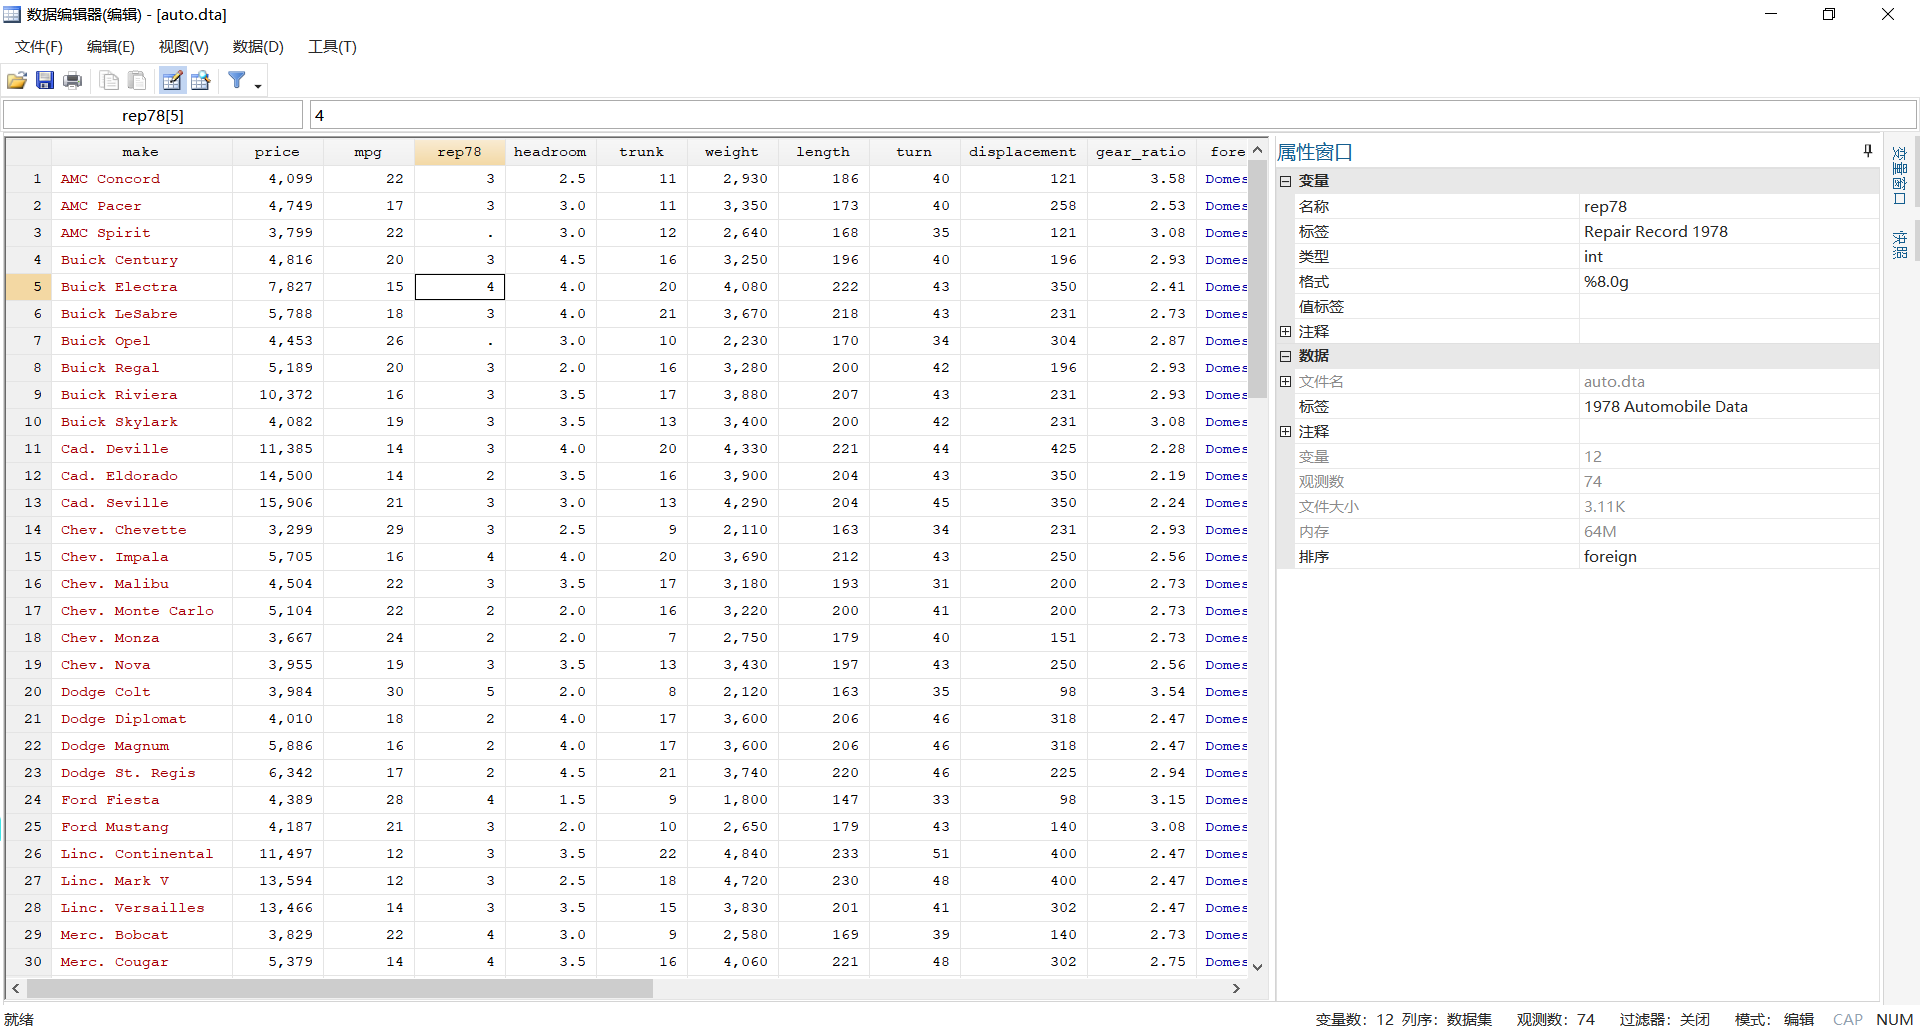 数据编辑器(编辑) - [auto.dta]
文件(F) 编辑(E) 视图(V) 数据(D) 工具(T)
rep78[5] 4
make price mpg rep78 headroom trunk weight length turn displacement gear_ratio fore
1 AMC Concord 4,099 22 3 2.5 11 2,930 186 40 121 3.58 Domes
2 AMC Pacer 4,749 17 3 3.0 11 3,350 173 40 258 2.53 Domes
3 AMC Spirit 3,799 22 . 3.0 12 2,640 168 35 121 3.08 Domes
4 Buick Century 4,816 20 3 4.5 16 3,250 196 40 196 2.93 Domes
5 Buick Electra 7,827 15 4 4.0 20 4,080 222 43 350 2.41 Domes
6 Buick LeSabre 5,788 18 3 4.0 21 3,670 218 43 231 2.73 Domes
7 Buick Opel 4,453 26 . 3.0 10 2,230 170 34 304 2.87 Domes
8 Buick Regal 5,189 20 3 2.0 16 3,280 200 42 196 2.93 Domes
9 Buick Riviera 10,372 16 3 3.5 17 3,880 207 43 231 2.93 Domes
10 Buick Skylark 4,082 19 3 3.5 13 3,400 200 42 231 3.08 Domes
11 Cad. Deville 11,385 14 3 4.0 20 4,330 221 44 425 2.28 Domes
12 Cad. Eldorado 14,500 14 2 3.5 16 3,900 204 43 350 2.19 Domes
13 Cad. Seville 15,906 21 3 3.0 13 4,290 204 45 350 2.24 Domes
14 Chev. Chevette 3,299 29 3 2.5 9 2,110 163 34 231 2.93 Domes
15 Chev. Impala 5,705 16 4 4.0 20 3,690 212 43 250 2.56 Domes
16 Chev. Malibu 4,504 22 3 3.5 17 3,180 193 31 200 2.73 Domes
17 Chev. Monte Carlo 5,104 22 2 2.0 16 3,220 200 41 200 2.73 Domes
18 Chev. Monza 3,667 24 2 2.0 7 2,750 179 40 151 2.73 Domes
19 Chev. Nova 3,955 19 3 3.5 13 3,430 197 43 250 2.56 Domes
20 Dodge Colt 3,984 30 5 2.0 8 2,120 163 35 98 3.54 Domes
21 Dodge Diplomat 4,010 18 2 4.0 17 3,600 206 46 318 2.47 Domes
22 Dodge Magnum 5,886 16 2 4.0 17 3,600 206 46 318 2.47 Domes
23 Dodge St. Regis 6,342 17 2 4.5 21 3,740 220 46 225 2.94 Domes
24 Ford Fiesta 4,389 28 4 1.5 9 1,800 147 33 98 3.15 Domes
25 Ford Mustang 4,187 21 3 2.0 10 2,650 179 43 140 3.08 Domes
26 Linc. Continental 11,497 12 3 3.5 22 4,840 233 51 400 2.47 Domes
27 Linc. Mark V 13,594 12 3 2.5 18 4,720 230 48 400 2.47 Domes
28 Linc. Versailles 13,466 14 3 3.5 15 3,830 201 41 302 2.47 Domes
29 Merc. Bobcat 3,829 22 4 3.0 9 2,580 169 39 140 2.73 Domes
30 Merc. Cougar 5,379 14 4 3.5 16 4,060 221 48 302 2.75 Domes
属性窗口
变量
名称 rep78
标签 Repair Record 1978
类型 int
格式 %8.0g
值标签
注释
数据
文件名 auto.dta
标签 1978 Automobile Data
注释
变量 12
观测数 74
文件大小 3.11K
内存 64M
排序 foreign
变量窗口
快照
就绪 变量数: 12 列序: 数据集 观测数: 74 过滤器: 关闭 模式: 编辑 CAP NUM